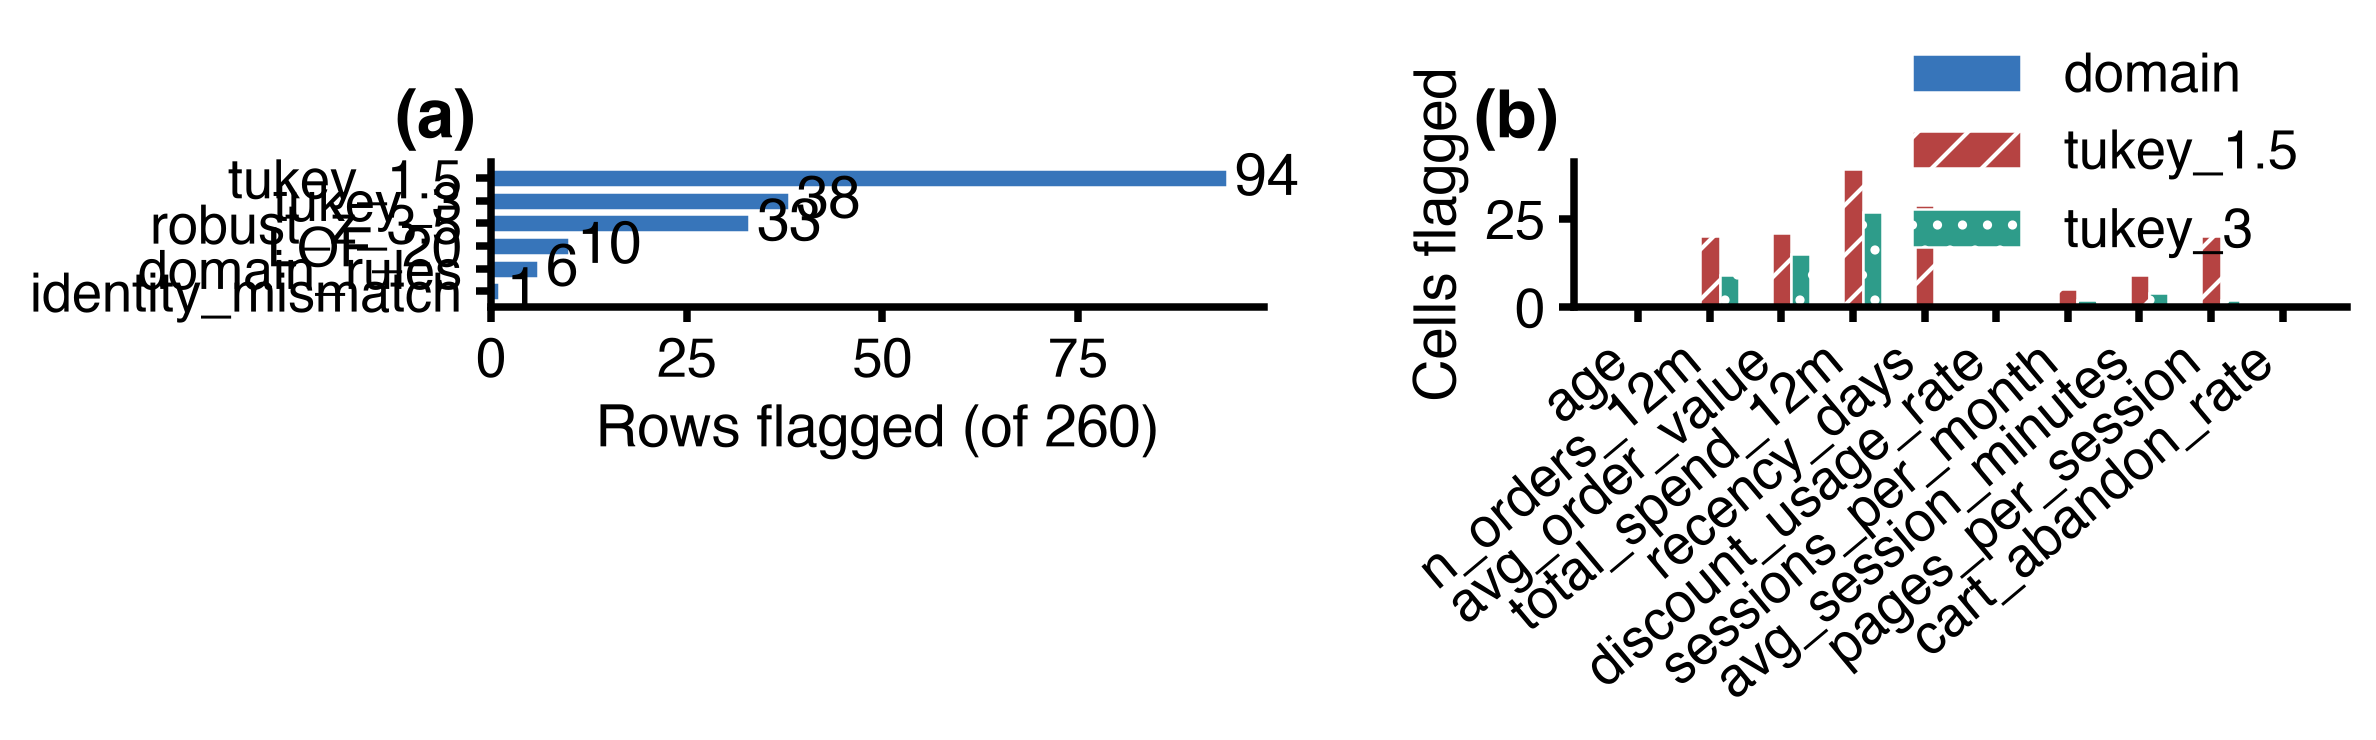 (a)
tukey_1.5
tukey_3
robust_z_3.5
LOF_20
domain_rules
identity_mismatch
94
38
33
10
6
1
0 25 50 75
Rows flagged (of 260)
(b)
Cells flagged
25
0
domain
tukey_1.5
tukey_3
age
n_orders_12m
avg_order_value
total_spend_12m
recency_days
discount_usage_rate
sessions_per_month
avg_session_minutes
pages_per_session
cart_abandon_rate